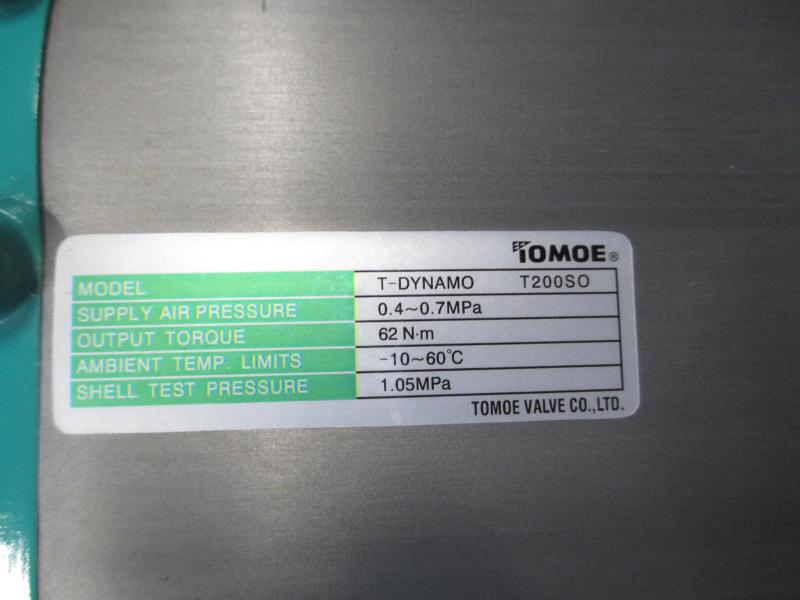 TOMOE®
MODEL T-DYNAMO T200SO
SUPPLY AIR PRESSURE 0.4~0.7MPa
OUTPUT TORQUE 62 N·m
AMBIENT TEMP. LIMITS -10~60℃
SHELL TEST PRESSURE 1.05MPa
TOMOE VALVE CO.,LTD.